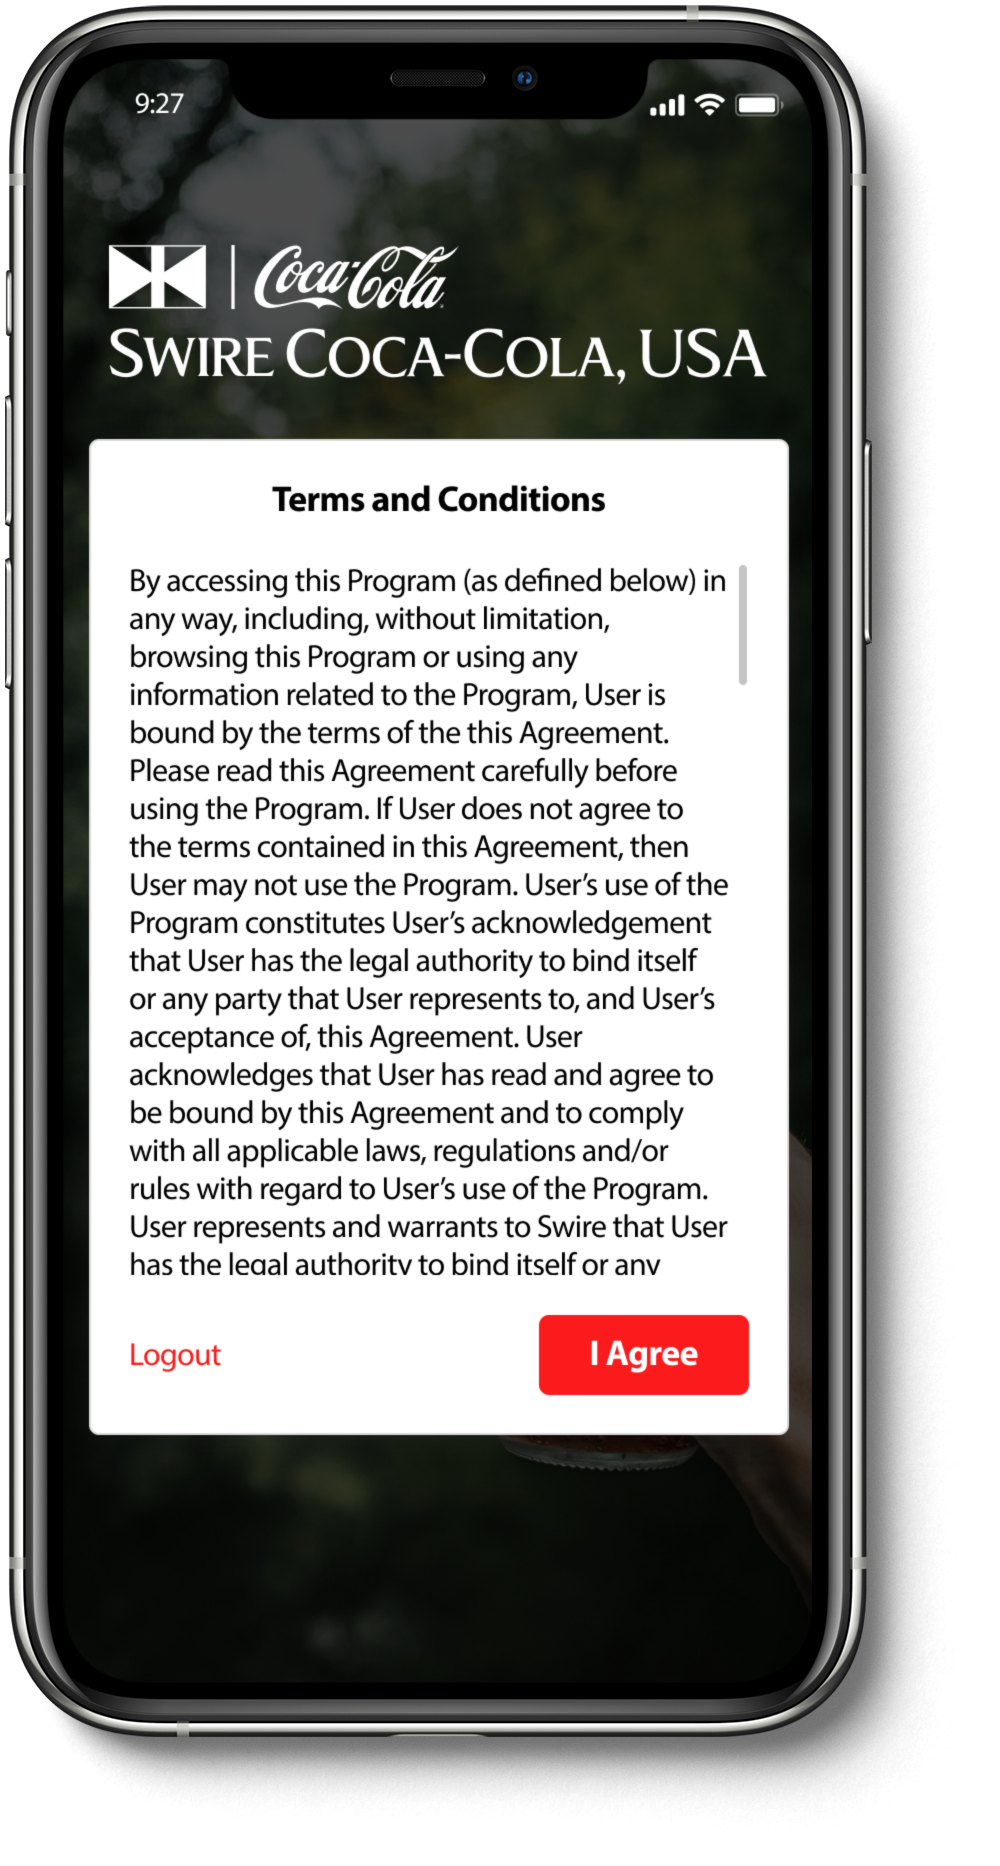 9:27
Coca-Cola
SWIRE COCA-COLA, USA
Terms and Conditions
By accessing this Program (as defined below) in
any way, including, without limitation,
browsing this Program or using any
information related to the Program, User is
bound by the terms of the this Agreement.
Please read this Agreement carefully before
using the Program. If User does not agree to
the terms contained in this Agreement, then
User may not use the Program. User’s use of the
Program constitutes User’s acknowledgement
that User has the legal authority to bind itself
or any party that User represents to, and User’s
acceptance of, this Agreement. User
acknowledges that User has read and agree to
be bound by this Agreement and to comply
with all applicable laws, regulations and/or
rules with regard to User’s use of the Program.
User represents and warrants to Swire that User
has the legal authority to bind itself or any
Logout
I Agree